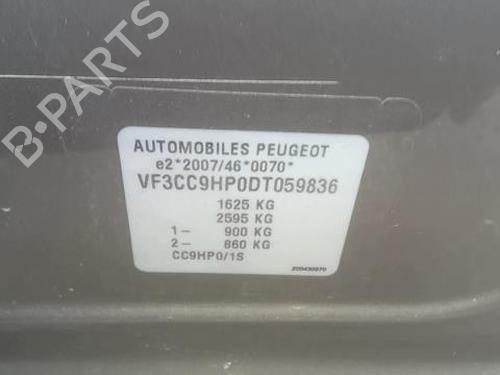 B-PARTS
AUTOMOBILES PEUGEOT
e2*2007/46*0070*
VF3CC9HP0DT059836
1625 KG
2595 KG
1- 900 KG
2- 860 KG
CC9HP0/1S